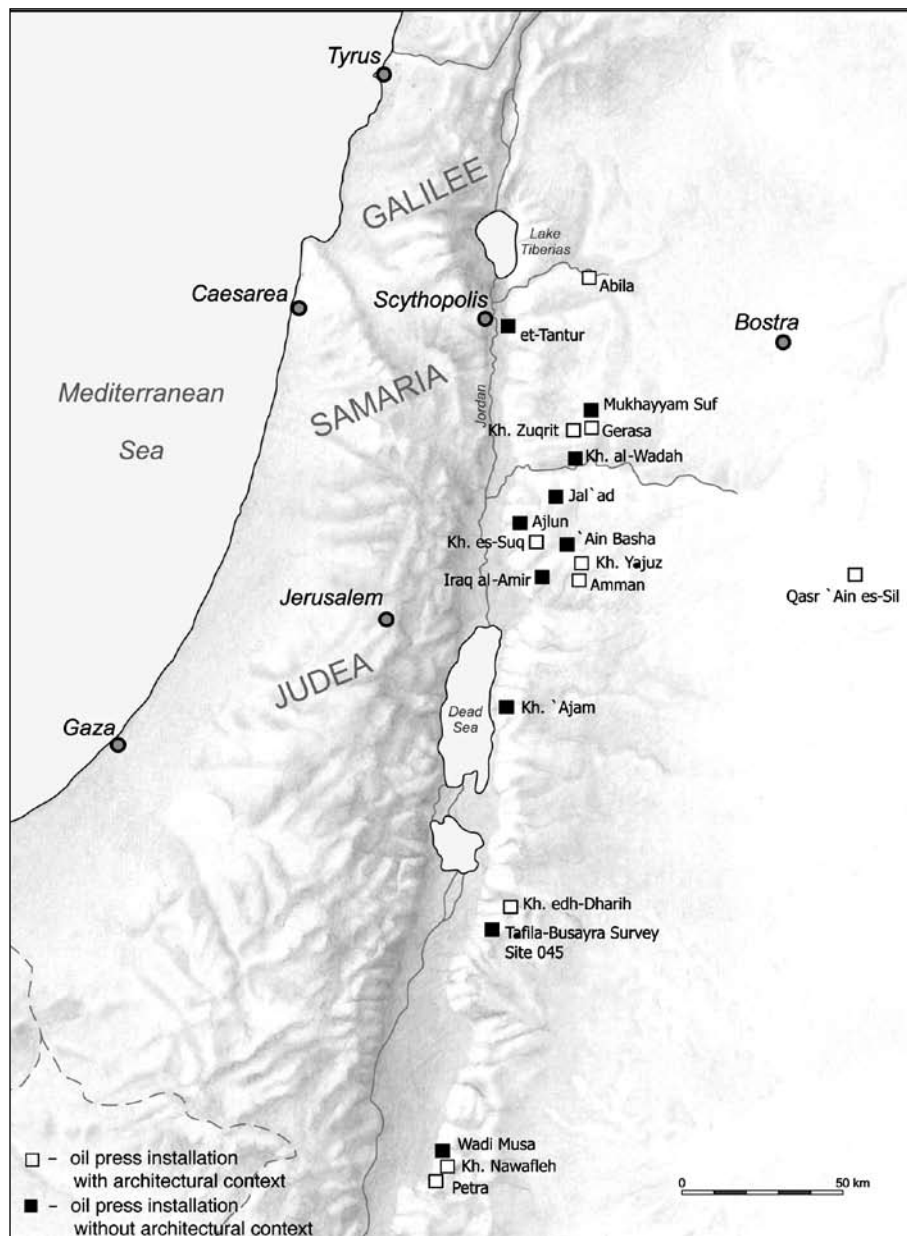 Tyrus
GALILEE
Lake
Tiberias
Abila
Caesarea
Scythopolis
et-Tantur
Bostra
Mediterranean
Sea
SAMARIA
Jordan
Mukhayyam Suf
Kh. Zuqrit
Gerasa
Kh. al-Wadah
Jal`ad
Ajlun
Kh. es-Suq
`Ain Basha
Kh. Yajuz
Iraq al-Amir
Amman
Qasr `Ain es-Sil
Jerusalem
JUDEA
Dead
Sea
Kh. `Ajam
Gaza
Kh. edh-Dharih
Tafila-Busayra Survey
Site 045
Wadi Musa
Kh. Nawafleh
Petra
– oil press installation
with architectural context
– oil press installation
without architectural context
0 50 km